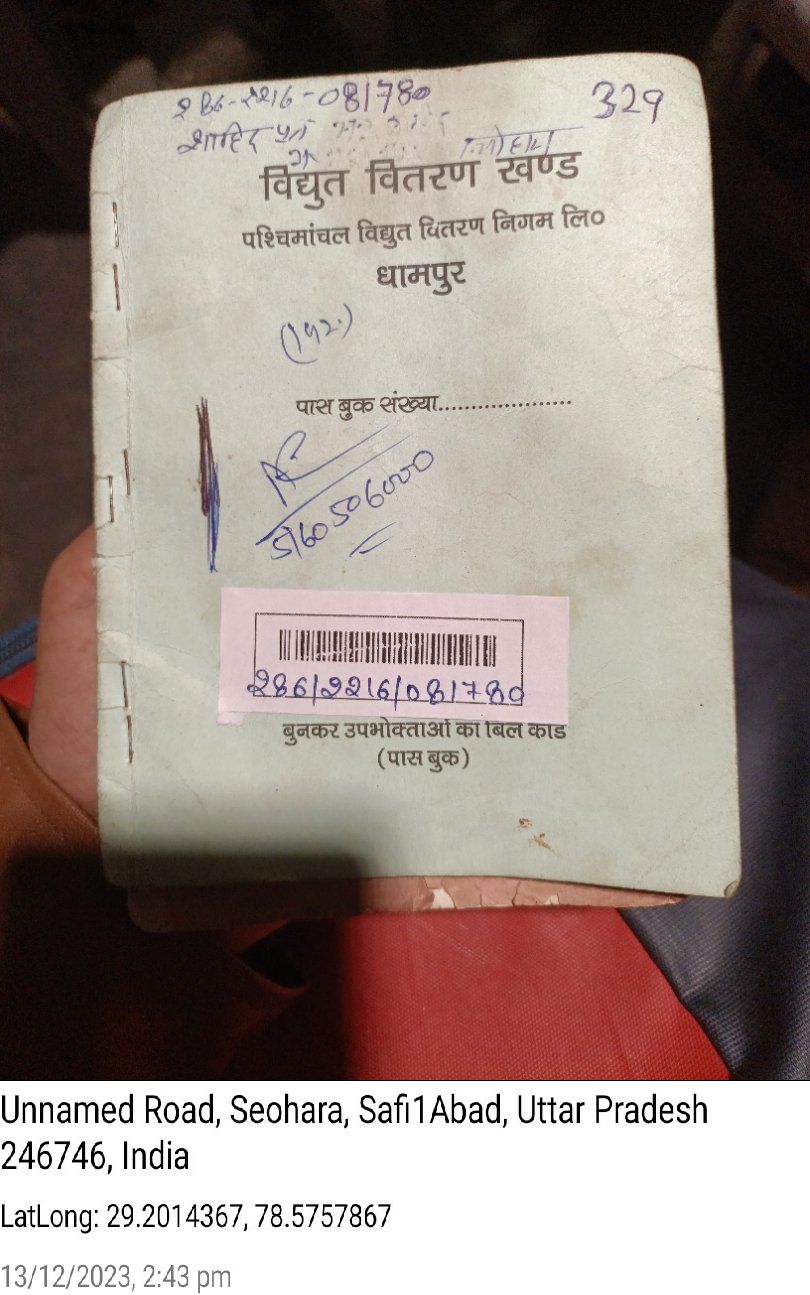 286-2216-081780
329
शाहिद पुत्र
विद्युत वितरण खण्ड
पश्चिमांचल विद्युत वितरण निगम लि०
धामपुर
पास बुक संख्या....................
5160506000
286/2216/081780
बुनकर उपभोक्ताओं का बिल कार्ड
(पास बुक)
Unnamed Road, Seohara, Safi1Abad, Uttar Pradesh
246746, India
LatLong: 29.2014367, 78.5757867
13/12/2023, 2:43 pm